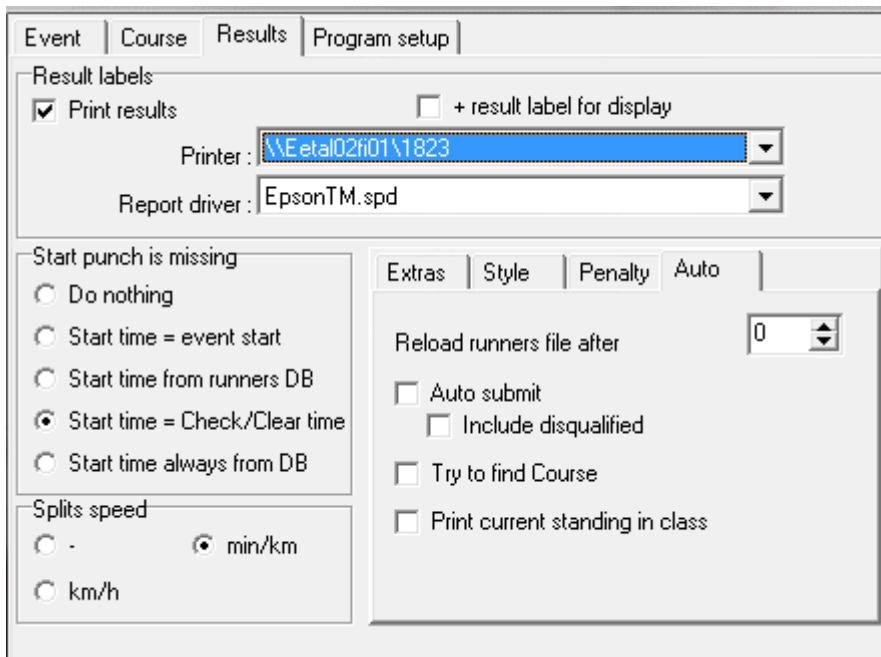 Event Course Results Program setup
Result labels
Print results + result label for display
Printer : \\Eetal02fi01\1823
Report driver : EpsonTM.spd
Start punch is missing
Do nothing
Start time = event start
Start time from runners DB
Start time = Check/Clear time
Start time always from DB
Splits speed
- min/km
km/h
Extras Style Penalty Auto
Reload runners file after 0
Auto submit
Include disqualified
Try to find Course
Print current standing in class